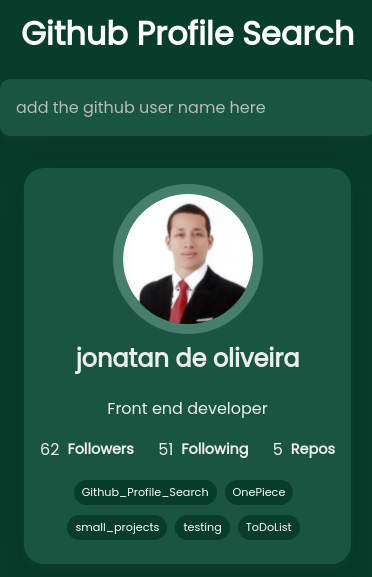 Github Profile Search
add the github user name here
jonatan de oliveira
Front end developer
62 Followers 51 Following 5 Repos
Github_Profile_Search OnePiece
small_projects testing ToDoList